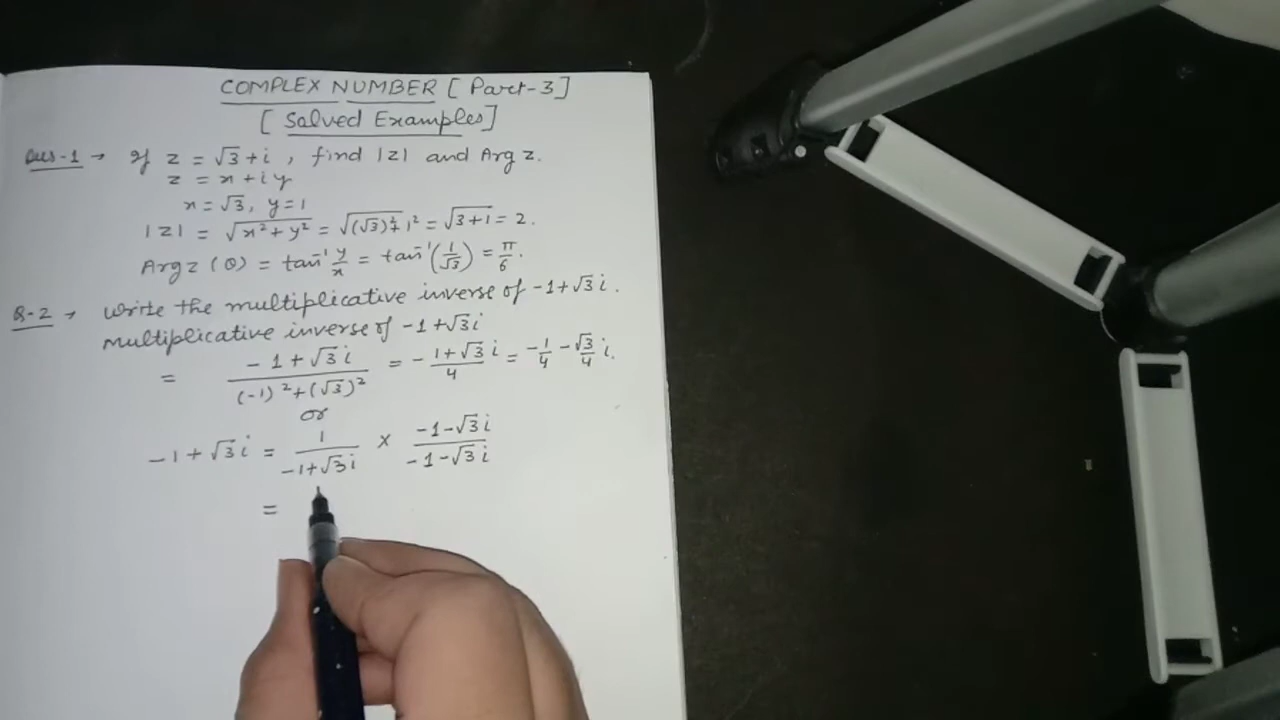 COMPLEX NUMBER [Part-3]
[Solved Examples]
Ques-1 → If z = √3 + i, find |z| and Arg z.
z = x + iy
x = √3, y = 1
|z| = √(x² + y²) = √((√3)² + 1²) = √(3+1) = 2.
Arg z (θ) = tan⁻¹ y/x = tan⁻¹(1/√3) = π/6.
Q-2 → Write the multiplicative inverse of -1+√3 i.
multiplicative inverse of -1+√3 i
= (-1+√3 i)/((-1)²+(√3)²) = -(1+√3 i)/4 = -1/4 - √3/4 i.
or
-1+√3 i = 1/(-1+√3 i) × (-1-√3 i)/(-1-√3 i)
=